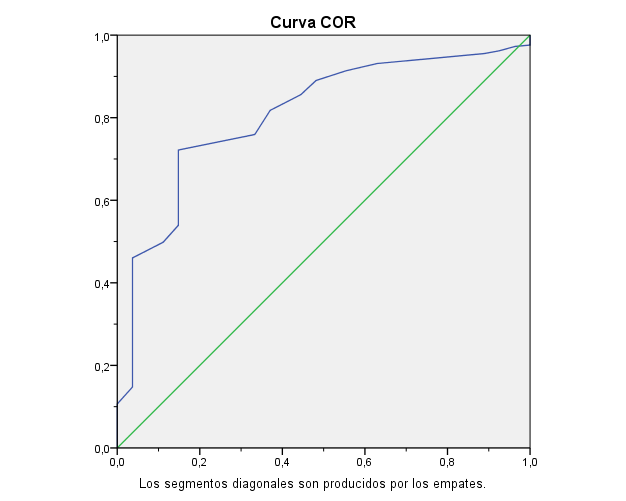 Curva COR
1,0
0,8
0,6
0,4
0,2
0,0
0,0 0,2 0,4 0,6 0,8 1,0
Los segmentos diagonales son producidos por los empates.